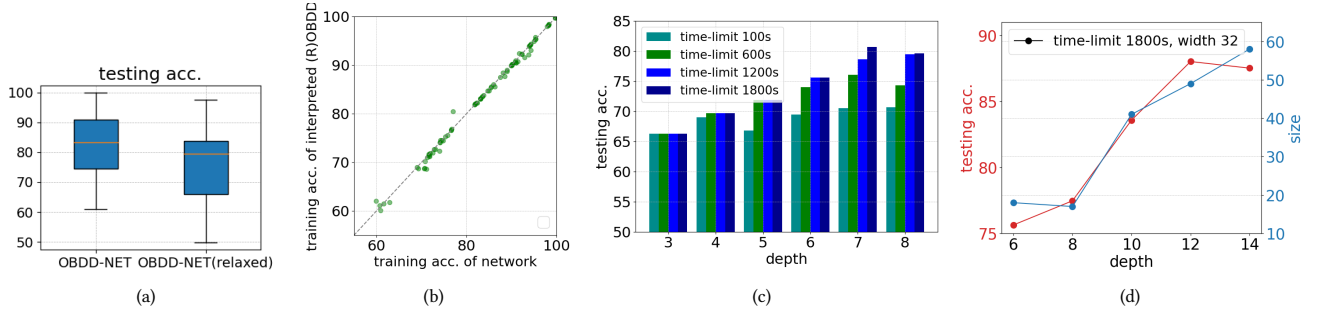 testing acc.
100
90
80
70
60
50
OBDD-NET OBDD-NET(relaxed)
(a)
training acc. of interpreted (R)OBDD
100
90
80
70
60
60 80 100
training acc. of network
(b)
testing acc.
85
80
75
70
65
60
55
50
time-limit 100s
time-limit 600s
time-limit 1200s
time-limit 1800s
3 4 5 6 7 8
depth
(c)
testing acc.
90
85
80
75
time-limit 1800s, width 32
60
50
40
30
20
10
size
6 8 10 12 14
depth
(d)